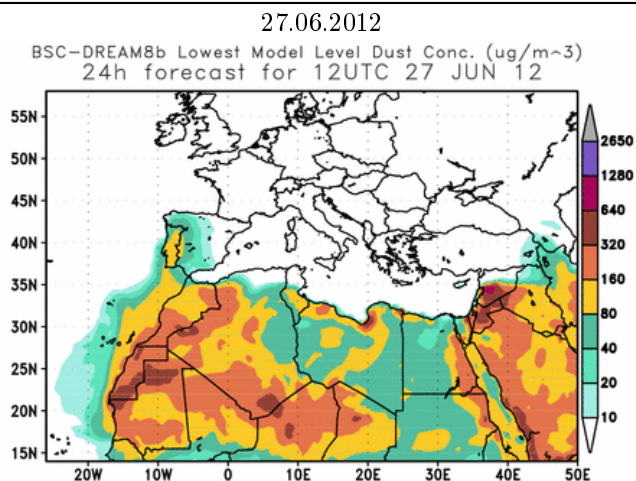 27.06.2012
BSC-DREAM8b Lowest Model Level Dust Conc. (ug/m^3)
24h forecast for 12UTC 27 JUN 12
55N
50N
45N
40N
35N
30N
25N
20N
15N
20W 10W 0 10E 20E 30E 40E 50E
2650
1280
640
320
160
80
40
20
10